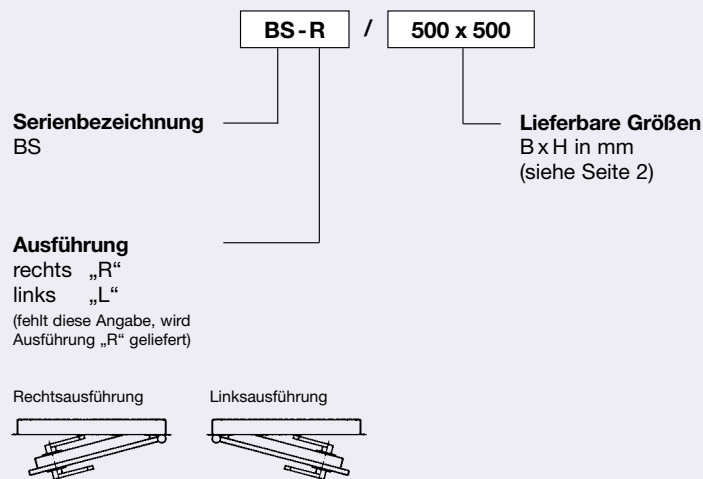 BS-R / 500 x 500
Serienbezeichnung
BS
Lieferbare Größen
B x H in mm
(siehe Seite 2)
Ausführung
rechts „R“
links „L“
(fehlt diese Angabe, wird
Ausführung „R“ geliefert)
Rechtsausführung
Linksausführung